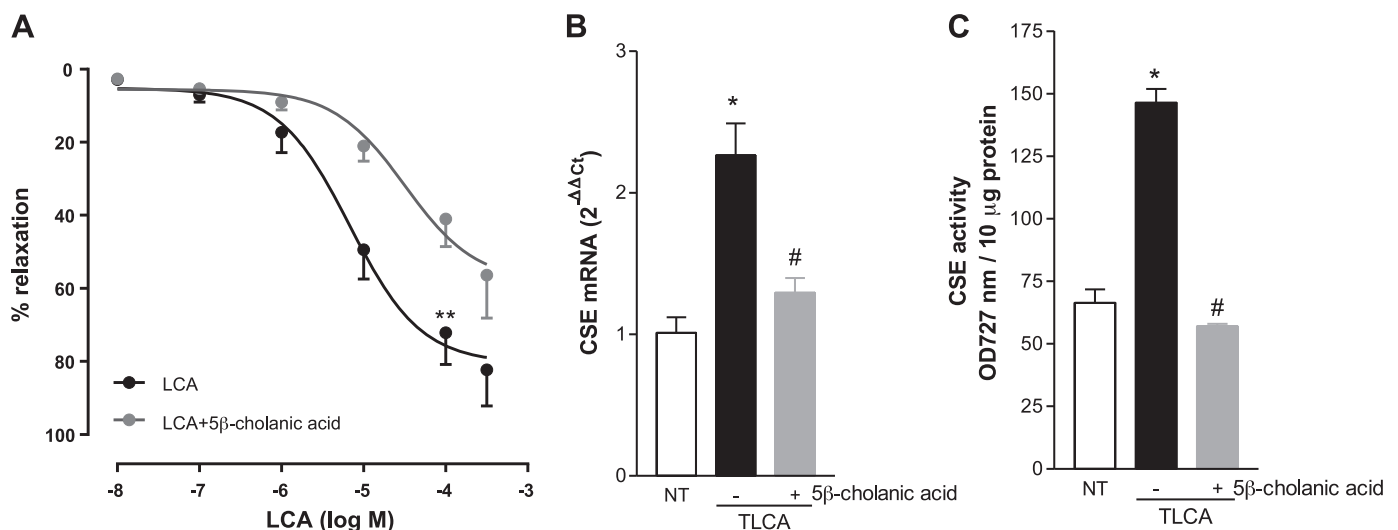 A
0
20
40
60
80
100
% relaxation
**
LCA
LCA+5β-cholanic acid
-8 -7 -6 -5 -4 -3
LCA (log M)
B
3
2
1
0
CSE mRNA (2^-ΔΔCt)
*
#
NT - + 5β-cholanic acid
TLCA
C
175
150
125
100
75
50
25
0
CSE activity
OD727 nm / 10 µg protein
*
#
NT - + 5β-cholanic acid
TLCA